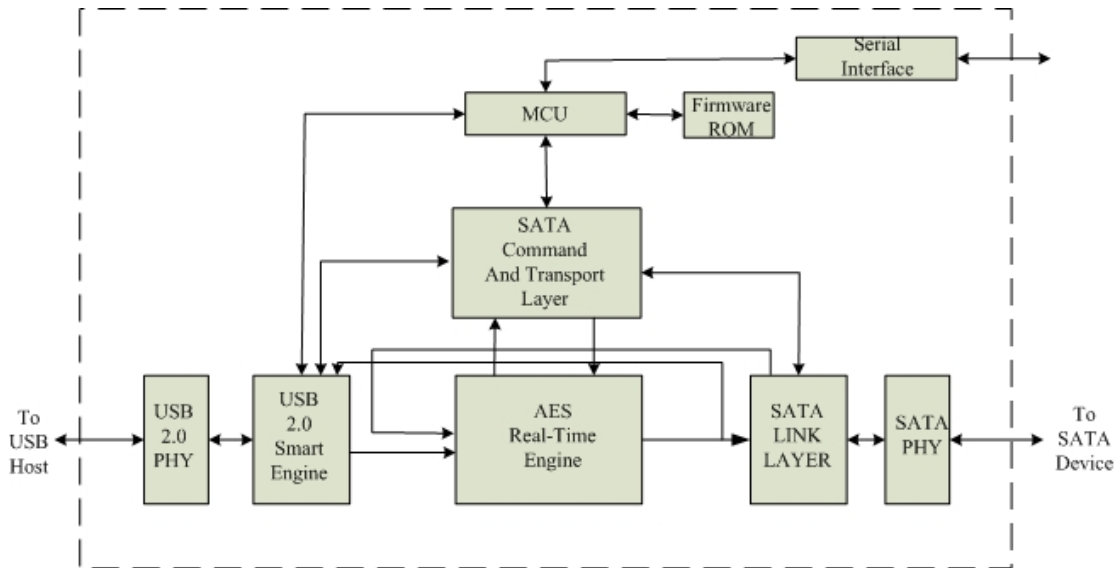 Serial
Interface
MCU
Firmware
ROM
SATA
Command
And Transport
Layer
To
USB
Host
USB
2.0
PHY
USB
2.0
Smart
Engine
AES
Real-Time
Engine
SATA
LINK
LAYER
SATA
PHY
To
SATA
Device